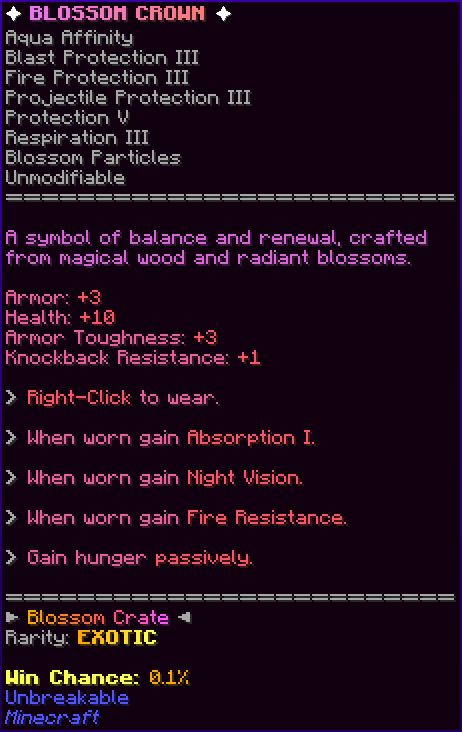 ✦ BLOSSOM CROWN ✦
Aqua Affinity
Blast Protection III
Fire Protection III
Projectile Protection III
Protection V
Respiration III
Blossom Particles
Unmodifiable
============================
A symbol of balance and renewal, crafted
from magical wood and radiant blossoms.
Armor: +3
Health: +10
Armor Toughness: +3
Knockback Resistance: +1
> Right-Click to wear.
> When worn gain Absorption I.
> When worn gain Night Vision.
> When worn gain Fire Resistance.
> Gain hunger passively.
============================
► Blossom Crate ◄
Rarity: EXOTIC
Win Chance: 0.1%
Unbreakable
Minecraft